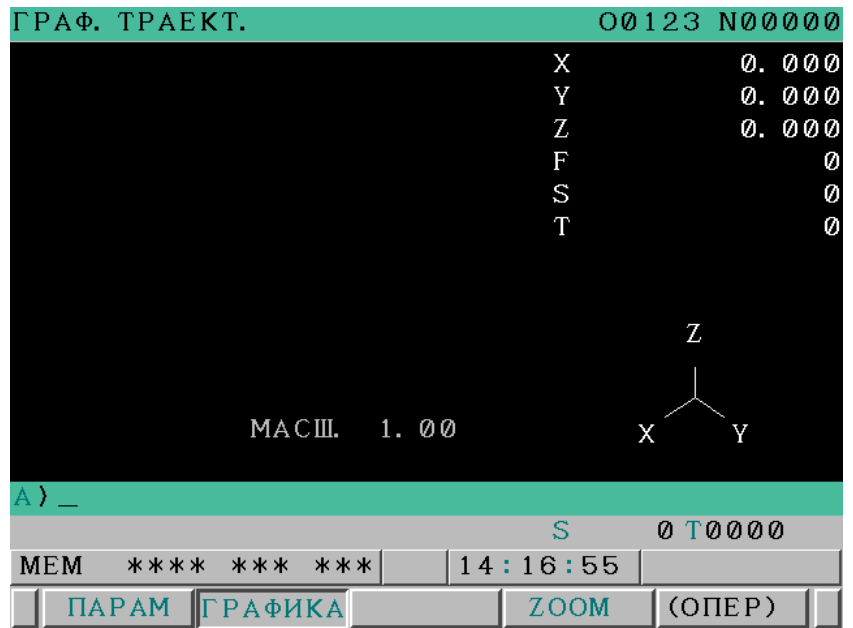 ГРАФ. ТРАЕКТ. O0123 N00000
X 0.000
Y 0.000
Z 0.000
F 0
S 0
T 0
Z
X Y
МАСШ. 1.00
A>_
S 0 T0000
MEM **** *** *** 14:16:55
ПАРАМ ГРАФИКА ZOOM (ОПЕР)